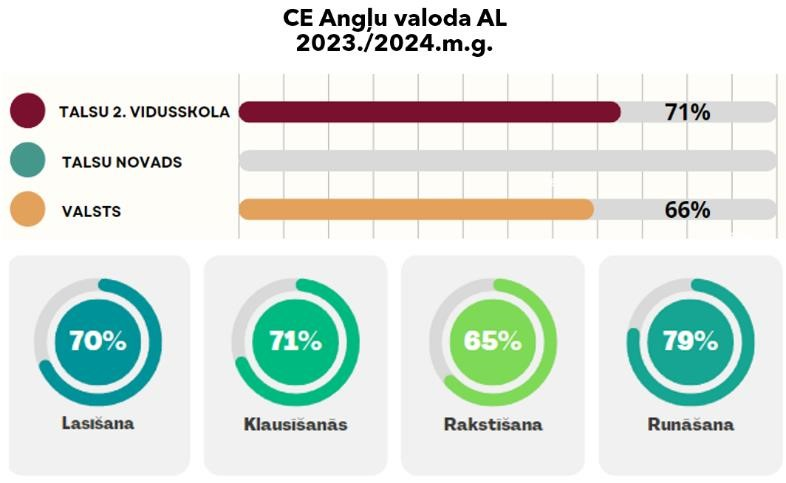 CE Angļu valoda AL
2023./2024.m.g.
TALSU 2. VIDUSSKOLA 71%
TALSU NOVADS
VALSTS 66%
70% 71% 65% 79%
Lasīšana Klausīšanās Rakstīšana Runāšana